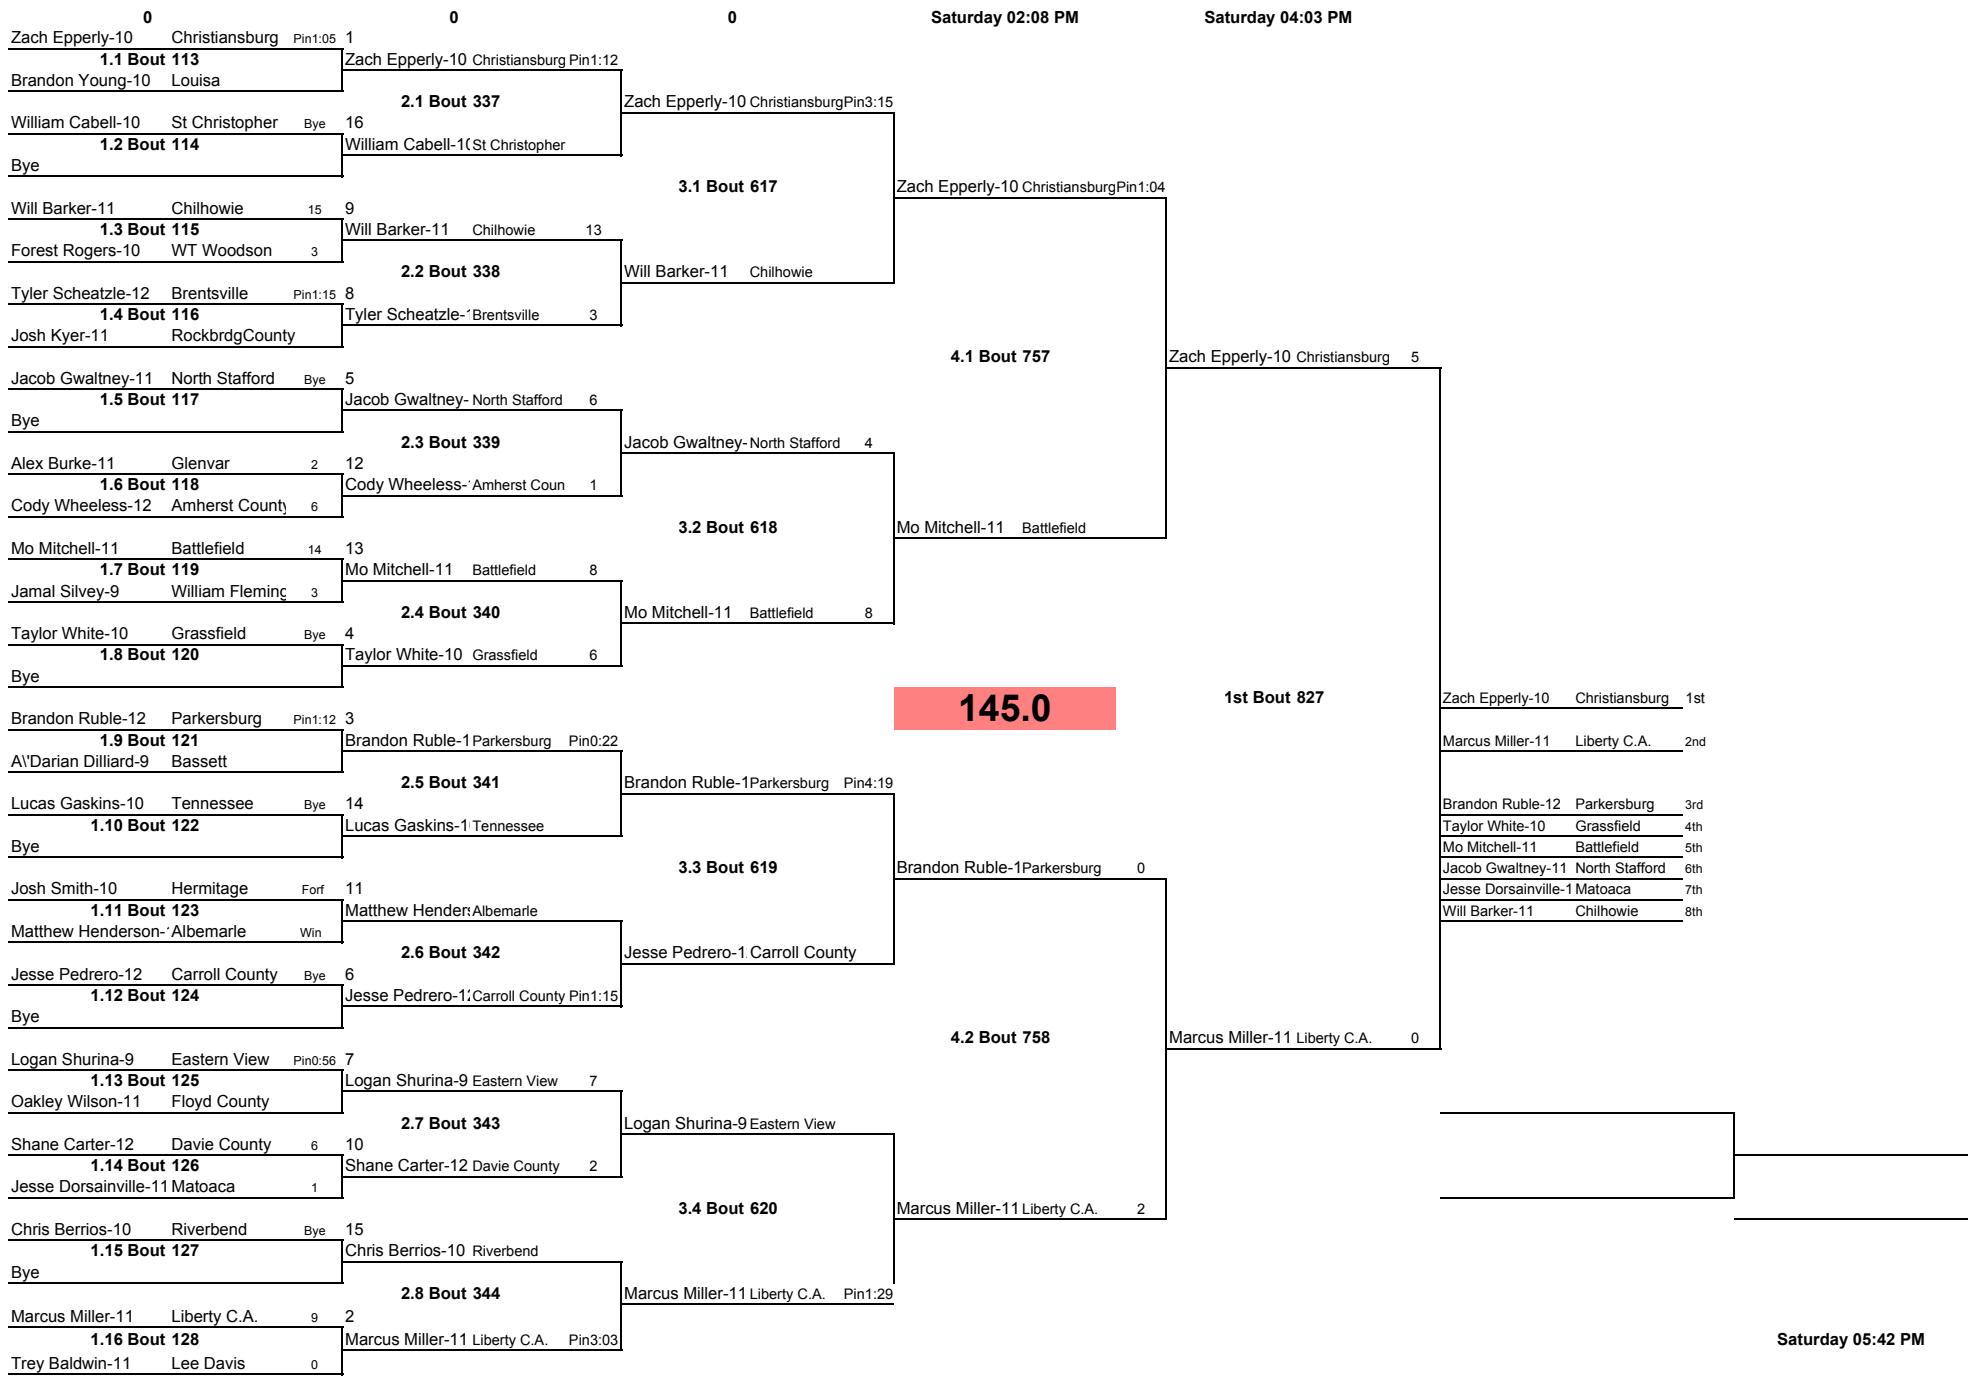 0 0 0 Saturday 02:08 PM Saturday 04:03 PM
Zach Epperly-10 Christiansburg Pin1:05 1
1.1 Bout 113 Zach Epperly-10 Christiansburg Pin1:12
Brandon Young-10 Louisa
2.1 Bout 337 Zach Epperly-10 Christiansburg Pin3:15
William Cabell-10 St Christopher Bye 16
1.2 Bout 114 William Cabell-10 St Christopher
Bye
3.1 Bout 617 Zach Epperly-10 Christiansburg Pin1:04
Will Barker-11 Chilhowie 15 9
1.3 Bout 115 Will Barker-11 Chilhowie 13
Forest Rogers-10 WT Woodson 3
2.2 Bout 338 Will Barker-11 Chilhowie
Tyler Scheatzle-12 Brentsville Pin1:15 8
1.4 Bout 116 Tyler Scheatzle-1 Brentsville 3
Josh Kyer-11 RockbrdgCounty
4.1 Bout 757 Zach Epperly-10 Christiansburg 5
Jacob Gwaltney-11 North Stafford Bye 5
1.5 Bout 117 Jacob Gwaltney- North Stafford 6
Bye
2.3 Bout 339 Jacob Gwaltney- North Stafford 4
Alex Burke-11 Glenvar 2 12
1.6 Bout 118 Cody Wheeless- Amherst Coun 1
Cody Wheeless-12 Amherst County 6
3.2 Bout 618 Mo Mitchell-11 Battlefield
Mo Mitchell-11 Battlefield 14 13
1.7 Bout 119 Mo Mitchell-11 Battlefield 8
Jamal Silvey-9 William Fleming 3
2.4 Bout 340 Mo Mitchell-11 Battlefield 8
Taylor White-10 Grassfield Bye 4
1.8 Bout 120 Taylor White-10 Grassfield 6
Bye
145.0 1st Bout 827 Zach Epperly-10 Christiansburg 1st
Brandon Ruble-12 Parkersburg Pin1:12 3
1.9 Bout 121 Brandon Ruble-1 Parkersburg Pin0:22 Marcus Miller-11 Liberty C.A. 2nd
A\'Darian Dilliard-9 Bassett
2.5 Bout 341 Brandon Ruble-1 Parkersburg Pin4:19
Lucas Gaskins-10 Tennessee Bye 14 Brandon Ruble-12 Parkersburg 3rd
1.10 Bout 122 Lucas Gaskins-1 Tennessee Taylor White-10 Grassfield 4th
Bye Mo Mitchell-11 Battlefield 5th
3.3 Bout 619 Brandon Ruble-1 Parkersburg 0 Jacob Gwaltney-11 North Stafford 6th
Josh Smith-10 Hermitage Forf 11 Jesse Dorsainville-1 Matoaca 7th
1.11 Bout 123 Matthew Hender Albemarle Will Barker-11 Chilhowie 8th
Matthew Henderson- Albemarle Win
2.6 Bout 342 Jesse Pedrero-1 Carroll County
Jesse Pedrero-12 Carroll County Bye 6
1.12 Bout 124 Jesse Pedrero-12 Carroll County Pin1:15
Bye
4.2 Bout 758 Marcus Miller-11 Liberty C.A. 0
Logan Shurina-9 Eastern View Pin0:56 7
1.13 Bout 125 Logan Shurina-9 Eastern View 7
Oakley Wilson-11 Floyd County
2.7 Bout 343 Logan Shurina-9 Eastern View
Shane Carter-12 Davie County 6 10
1.14 Bout 126 Shane Carter-12 Davie County 2
Jesse Dorsainville-11 Matoaca 1
3.4 Bout 620 Marcus Miller-11 Liberty C.A. 2
Chris Berrios-10 Riverbend Bye 15
1.15 Bout 127 Chris Berrios-10 Riverbend
Bye
2.8 Bout 344 Marcus Miller-11 Liberty C.A. Pin1:29
Marcus Miller-11 Liberty C.A. 9 2
1.16 Bout 128 Marcus Miller-11 Liberty C.A. Pin3:03 Saturday 05:42 PM
Trey Baldwin-11 Lee Davis 0